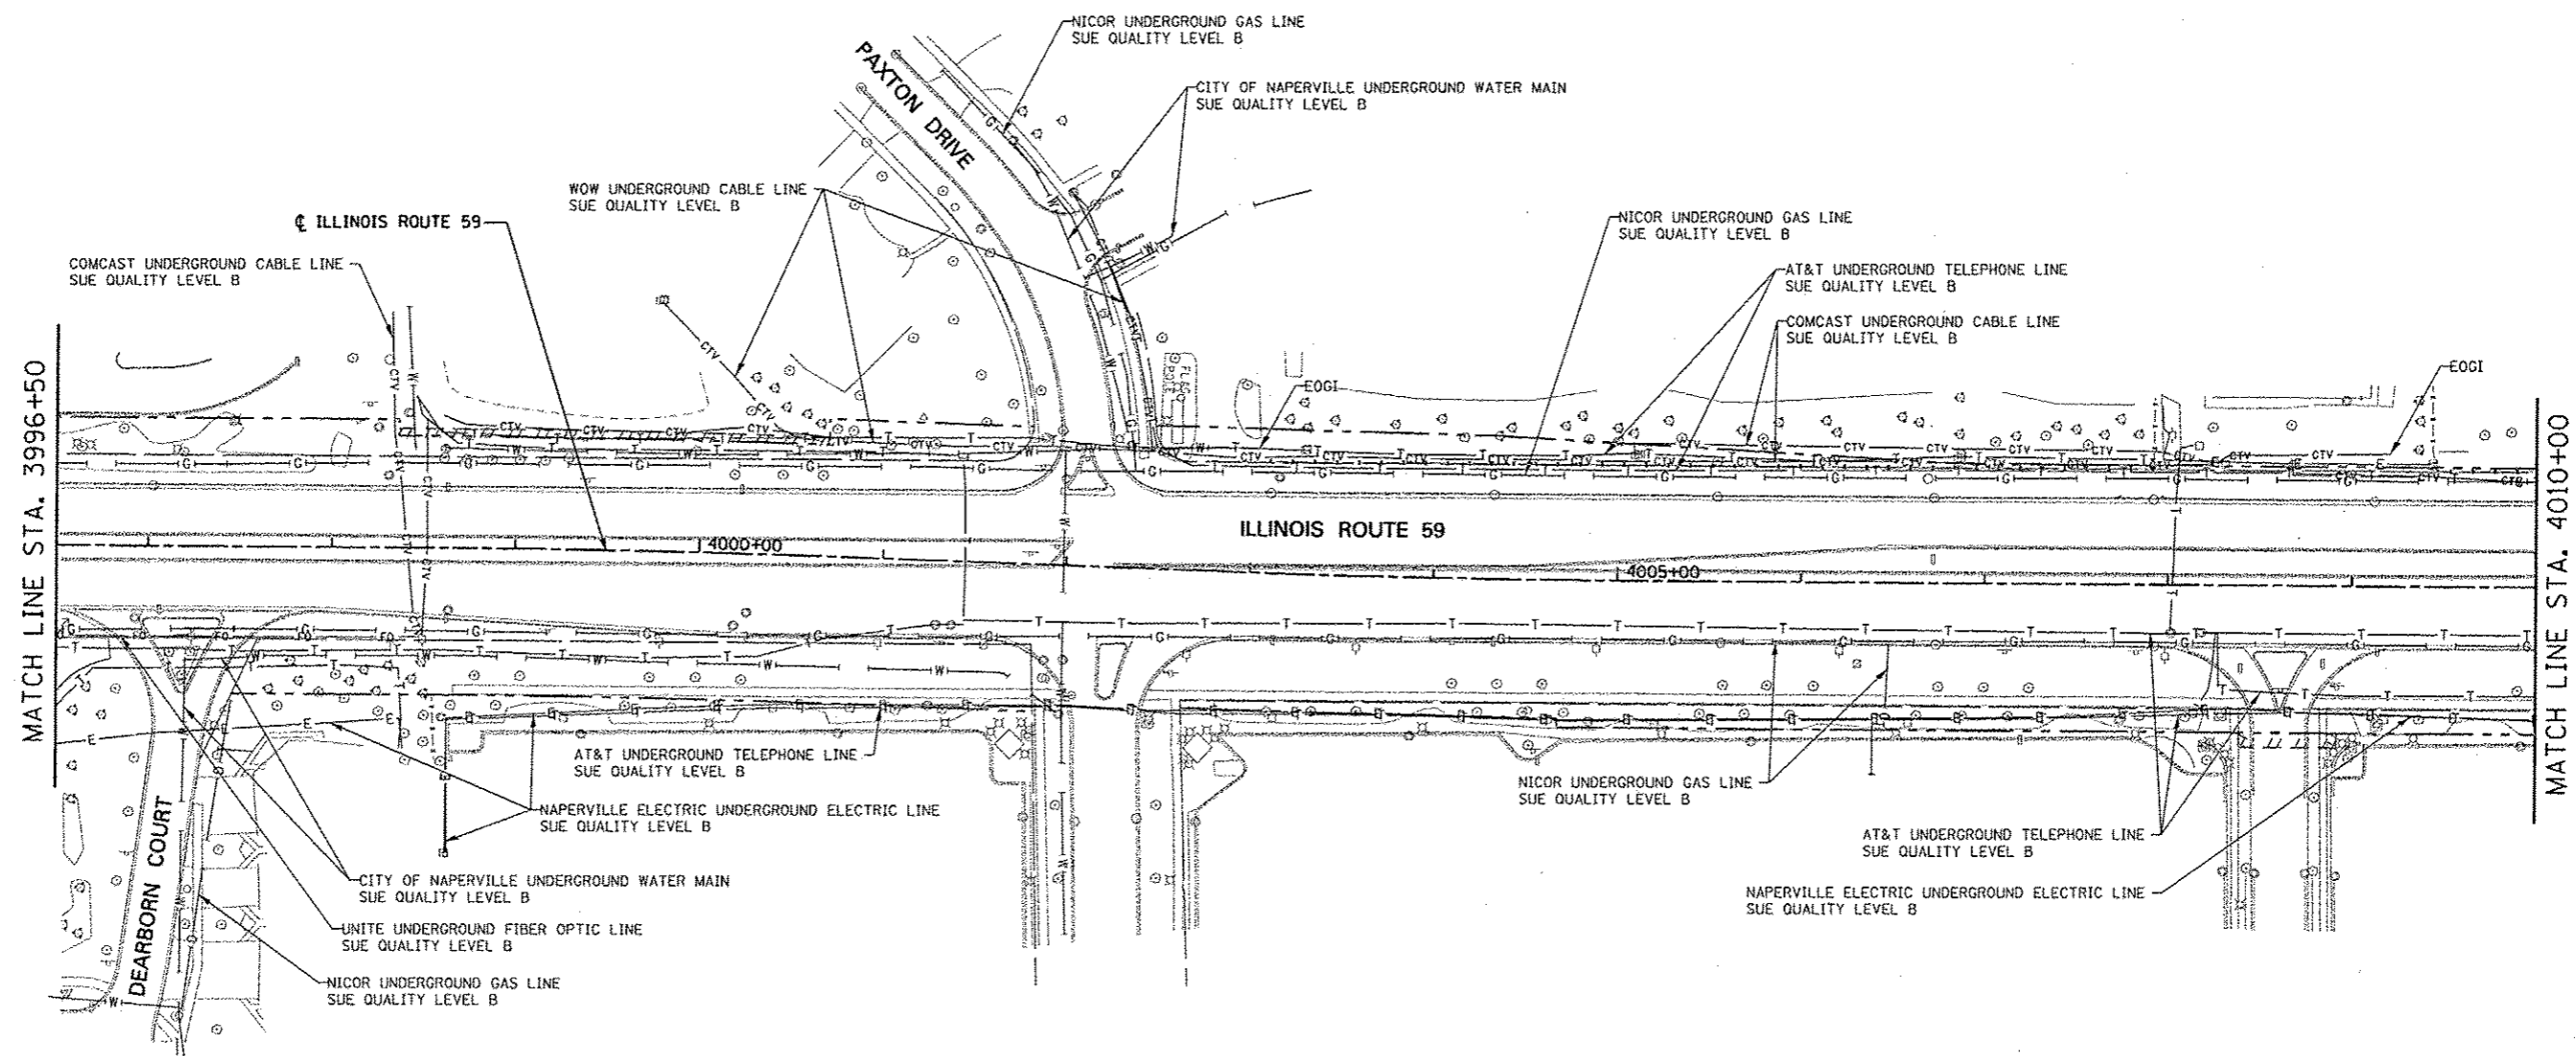 NICOR UNDERGROUND GAS LINE
SUE QUALITY LEVEL B
PAXTON DRIVE
CITY OF NAPERVILLE UNDERGROUND WATER MAIN
SUE QUALITY LEVEL B
WOW UNDERGROUND CABLE LINE
SUE QUALITY LEVEL B
℄ ILLINOIS ROUTE 59
NICOR UNDERGROUND GAS LINE
SUE QUALITY LEVEL B
COMCAST UNDERGROUND CABLE LINE
SUE QUALITY LEVEL B
AT&T UNDERGROUND TELEPHONE LINE
SUE QUALITY LEVEL B
COMCAST UNDERGROUND CABLE LINE
SUE QUALITY LEVEL B
EOGI
EOGI
MATCH LINE STA. 3996+50
MATCH LINE STA. 4010+00
ILLINOIS ROUTE 59
4000+00
4005+00
AT&T UNDERGROUND TELEPHONE LINE
SUE QUALITY LEVEL B
NAPERVILLE ELECTRIC UNDERGROUND ELECTRIC LINE
SUE QUALITY LEVEL B
NICOR UNDERGROUND GAS LINE
SUE QUALITY LEVEL B
AT&T UNDERGROUND TELEPHONE LINE
SUE QUALITY LEVEL B
DEARBORN COURT
CITY OF NAPERVILLE UNDERGROUND WATER MAIN
SUE QUALITY LEVEL B
NAPERVILLE ELECTRIC UNDERGROUND ELECTRIC LINE
SUE QUALITY LEVEL B
UNITE UNDERGROUND FIBER OPTIC LINE
SUE QUALITY LEVEL B
NICOR UNDERGROUND GAS LINE
SUE QUALITY LEVEL B